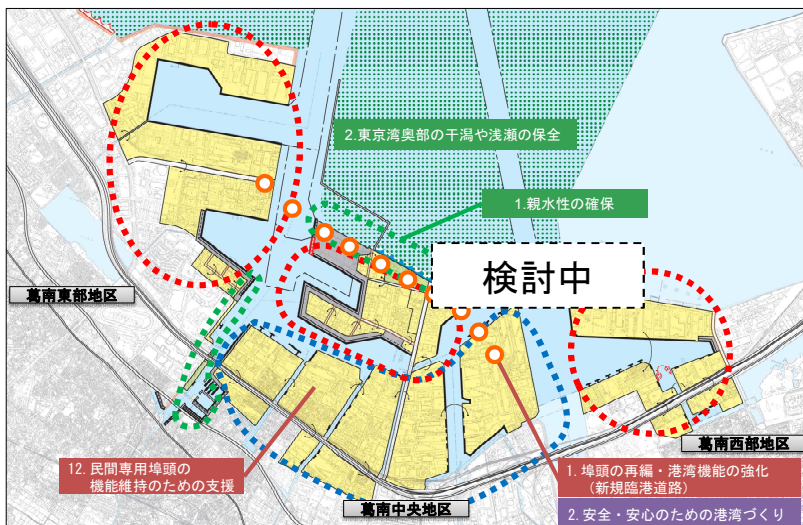 2.東京湾奥部の干潟や浅瀬の保全
1.親水性の確保
検討中
葛南東部地区
葛南西部地区
12. 民間専用埠頭の
機能維持のための支援
1. 埠頭の再編・港湾機能の強化
（新規臨港道路）
葛南中央地区
2. 安全・安心のための港湾づくり